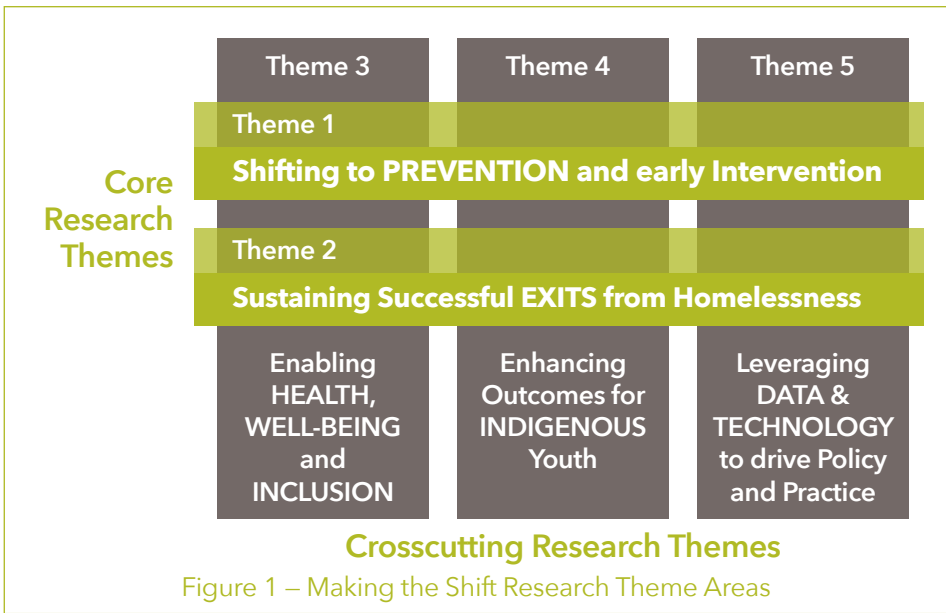 Theme 3
Theme 4
Theme 5
Theme 1
Shifting to PREVENTION and early Intervention
Core
Research
Themes
Theme 2
Sustaining Successful EXITS from Homelessness
Enabling
HEALTH,
WELL-BEING
and
INCLUSION
Enhancing
Outcomes for
INDIGENOUS
Youth
Leveraging
DATA &
TECHNOLOGY
to drive Policy
and Practice
Crosscutting Research Themes
Figure 1 – Making the Shift Research Theme Areas